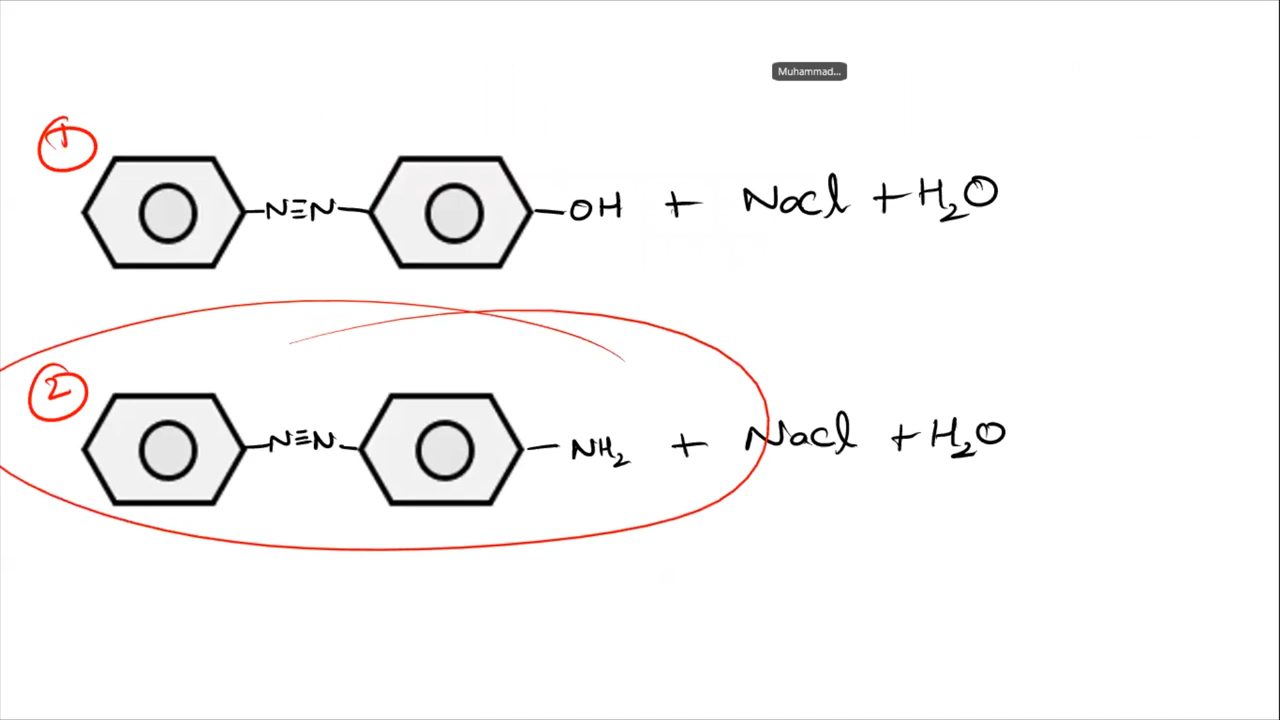 Muhammad...
1
N≡N OH + NaCl + H₂O
2
N≡N NH₂ + NaCl + H₂O